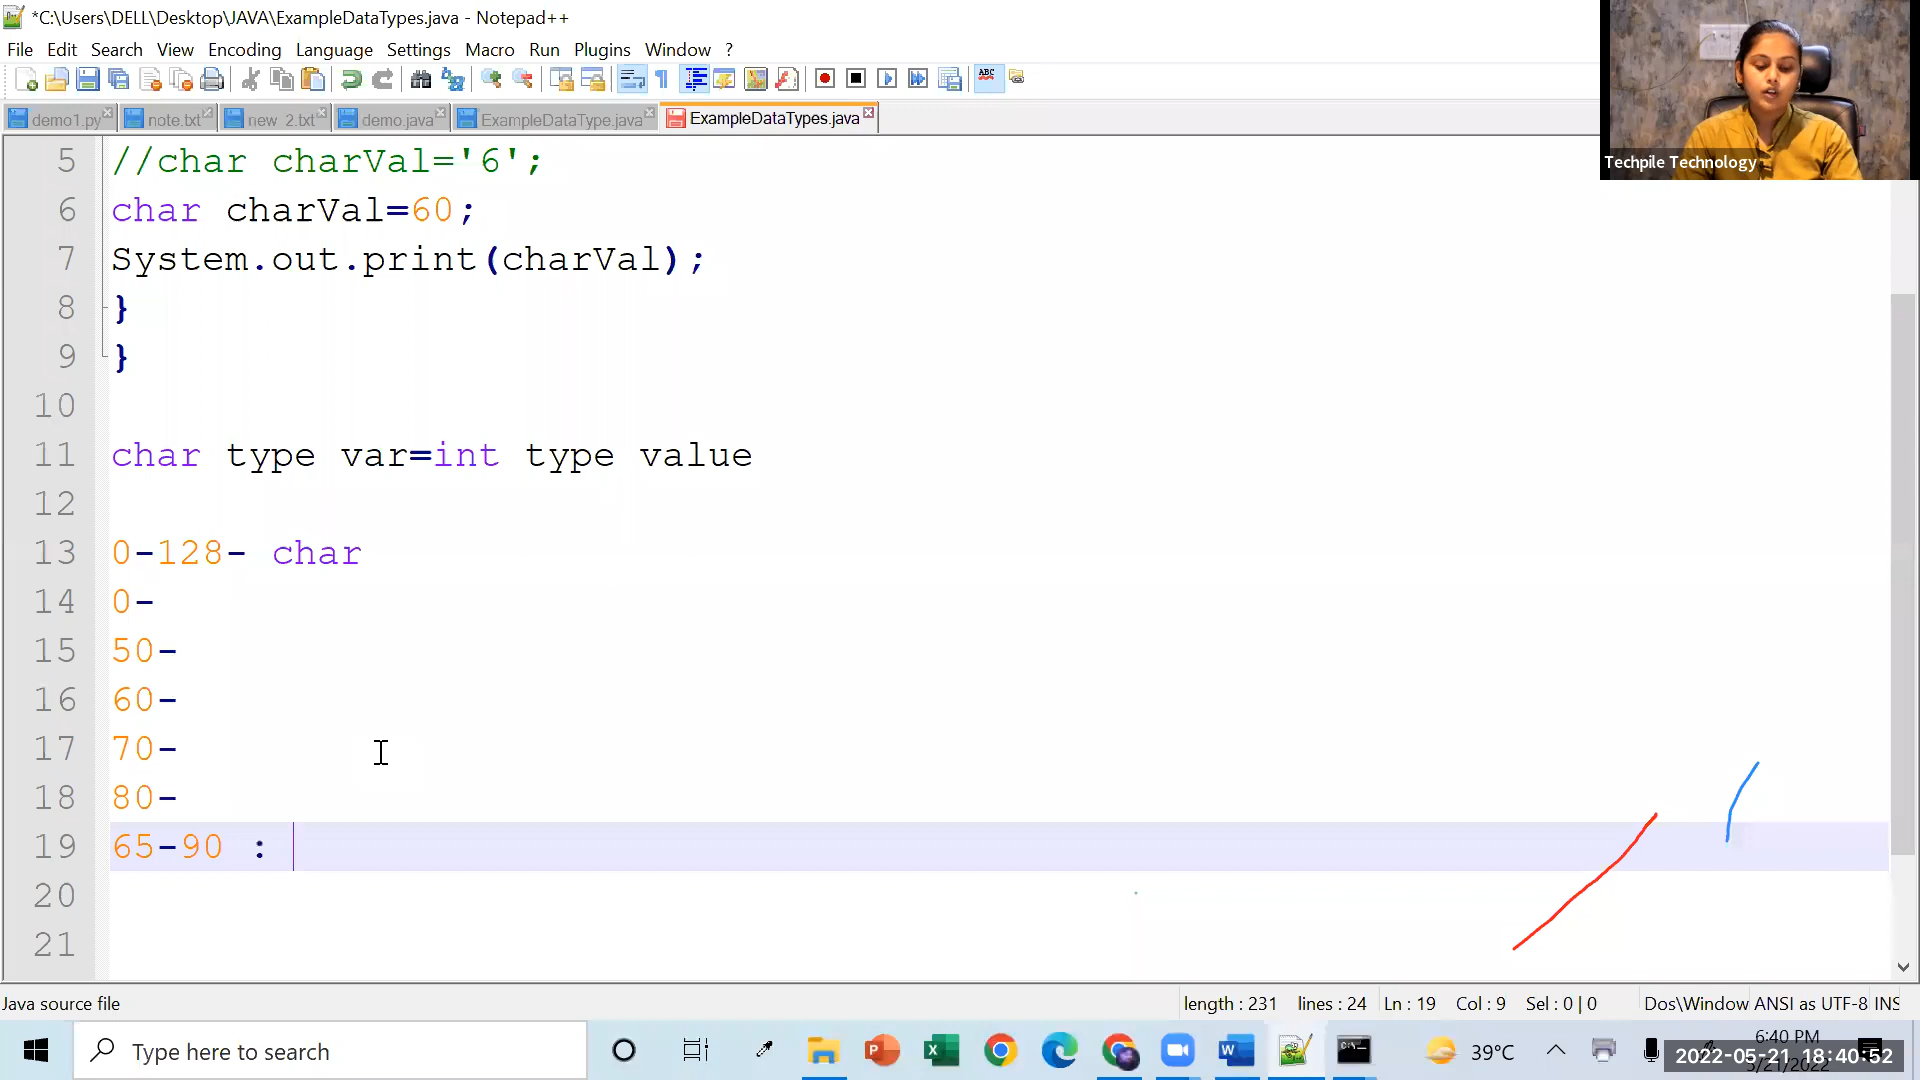 *C:\Users\DELL\Desktop\JAVA\ExampleDataTypes.java - Notepad++
File Edit Search View Encoding Language Settings Macro Run Plugins Window ?
ABC
demo1.py note.txt new 2.txt demo.java ExampleDataType.java ExampleDataTypes.java
Techpile Technology
5 //char charVal='6';
6 char charVal=60;
7 System.out.print(charVal);
8 }
9 }
10
11 char type var=int type value
12
13 0-128- char
14 0-
15 50-
16 60-
17 70-
18 80-
19 65-90 :
20
21
Java source file length : 231 lines : 24 Ln : 19 Col : 9 Sel : 0 | 0 Dos\Window ANSI as UTF-8 INS
Type here to search 39°C 6:40 PM
2022-05-21 18:40:52